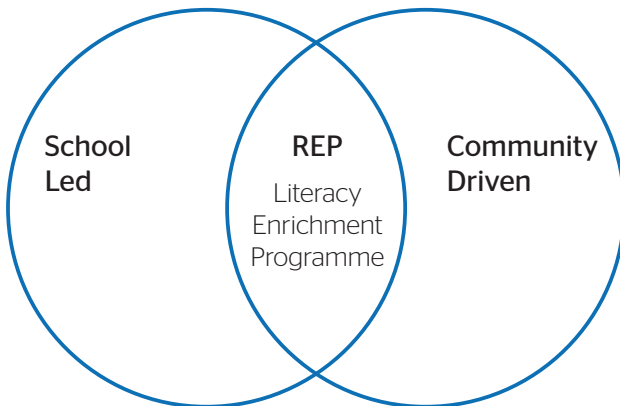 School
Led
REP
Literacy
Enrichment
Programme
Community
Driven